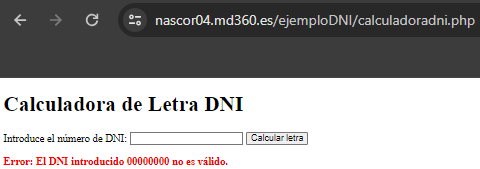 nascor04.md360.es/ejemploDNI/calculadoradni.php
Calculadora de Letra DNI
Introduce el número de DNI: Calcular letra
Error: El DNI introducido 00000000 no es válido.